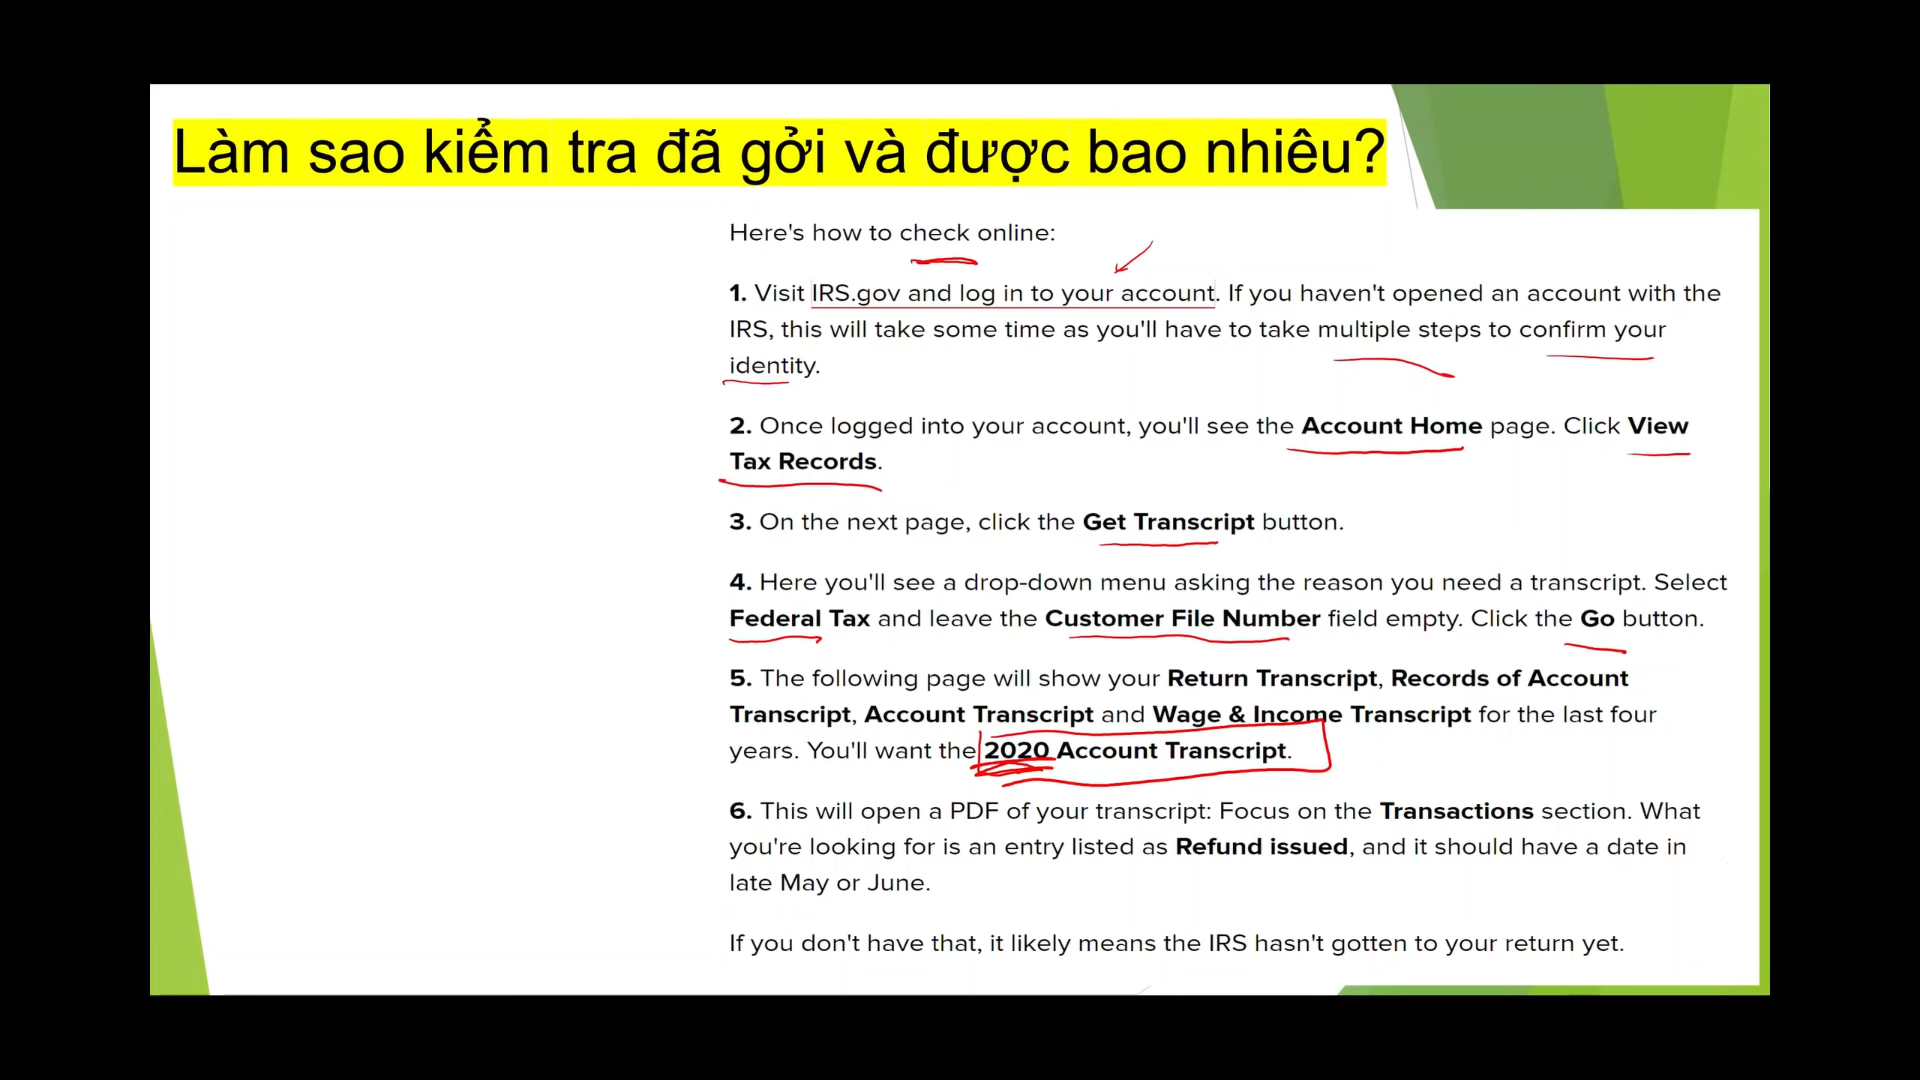 Làm sao kiểm tra đã gởi và được bao nhiêu?
Here's how to check online:
1. Visit IRS.gov and log in to your account. If you haven't opened an account with the
IRS, this will take some time as you'll have to take multiple steps to confirm your
identity.
2. Once logged into your account, you'll see the Account Home page. Click View
Tax Records.
3. On the next page, click the Get Transcript button.
4. Here you'll see a drop-down menu asking the reason you need a transcript. Select
Federal Tax and leave the Customer File Number field empty. Click the Go button.
5. The following page will show your Return Transcript, Records of Account
Transcript, Account Transcript and Wage & Income Transcript for the last four
years. You'll want the 2020 Account Transcript.
6. This will open a PDF of your transcript: Focus on the Transactions section. What
you're looking for is an entry listed as Refund issued, and it should have a date in
late May or June.
If you don't have that, it likely means the IRS hasn't gotten to your return yet.